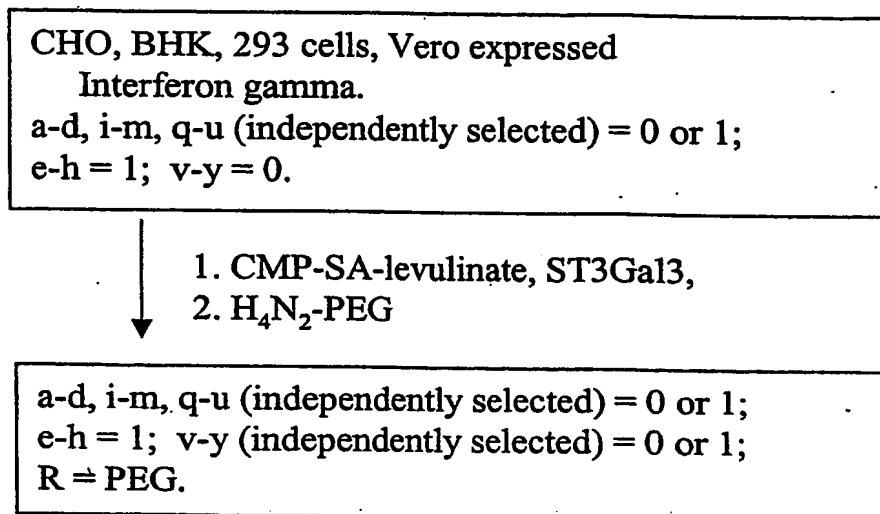 CHO, BHK, 293 cells, Vero expressed
Interferon gamma.
a-d, i-m, q-u (independently selected) = 0 or 1;
e-h = 1; v-y = 0.
1. CMP-SA-levulinate, ST3Gal3,
2. H₄N₂-PEG
a-d, i-m, q-u (independently selected) = 0 or 1;
e-h = 1; v-y (independently selected) = 0 or 1;
R = PEG.